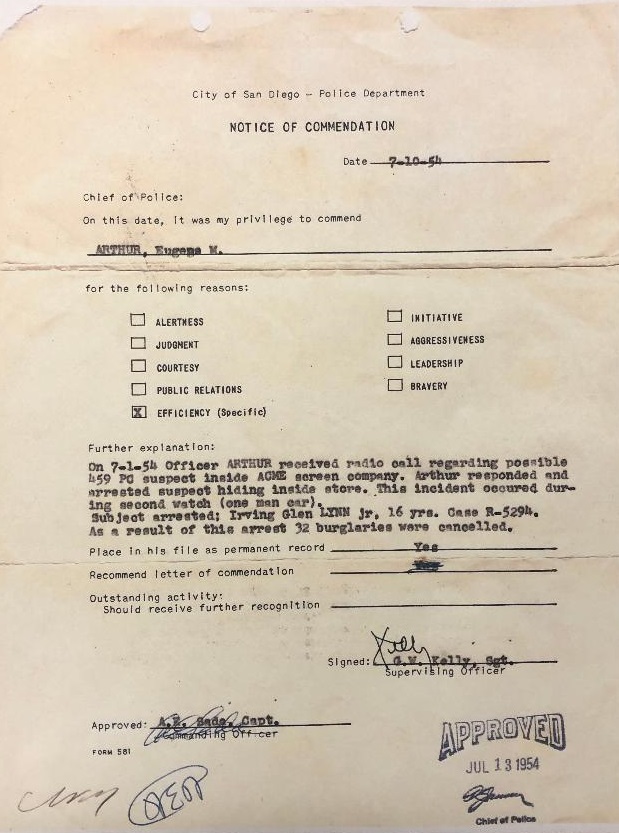 City of San Diego - Police Department
NOTICE OF COMMENDATION
Date 7-10-54
Chief of Police:
On this date, it was my privilege to commend
ARTHUR, Eugene M.
for the following reasons:
☐ ALERTNESS ☐ INITIATIVE
☐ JUDGMENT ☐ AGGRESSIVENESS
☐ COURTESY ☐ LEADERSHIP
☐ PUBLIC RELATIONS ☐ BRAVERY
☒ EFFICIENCY (Specific)
Further explanation:
On 7-1-54 Officer ARTHUR received radio call regarding possible
459 PC suspect inside ACME screen company. Arthur responded and
arrested suspect hiding inside store. This incident occured dur-
ing second watch (one man car).
Subject arrested; Irving Glen LYNN jr, 16 yrs. Case R-5294.
As a result of this arrest 32 burglaries were cancelled.
Place in his file as permanent record Yes
Recommend letter of commendation
Outstanding activity:
Should receive further recognition
Kelly
Signed: G.W. Kelly, Sgt.
Supervising Officer
Approved: Capt.
Commanding Officer
FORM 581
APPROVED
JUL 13 1954
Chief of Police